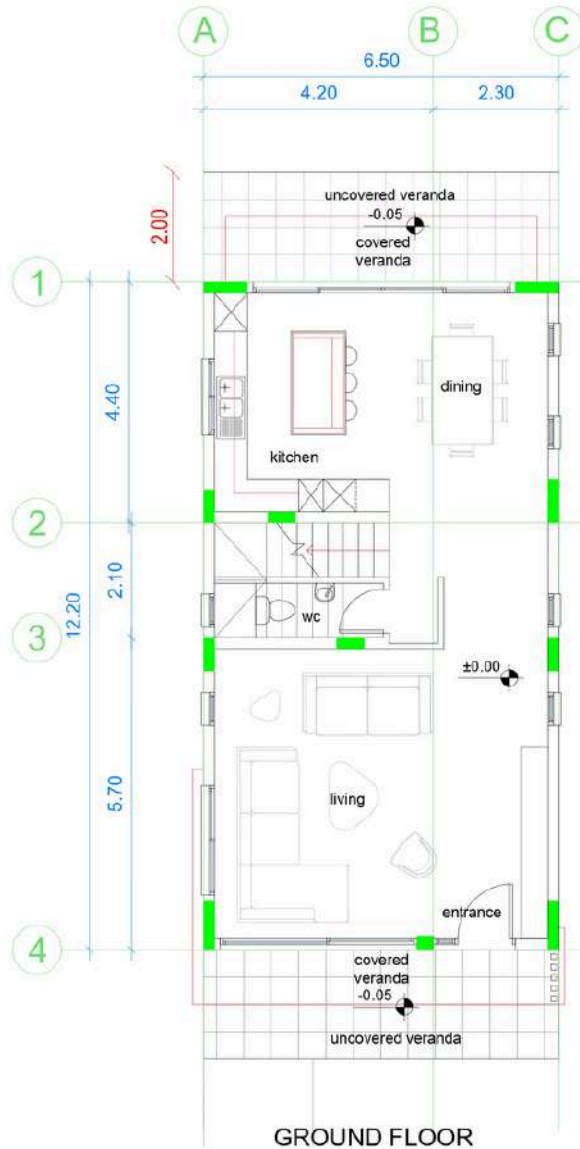 A
B
C
6.50
4.20
2.30
2.00
uncovered veranda
-0.05
covered
veranda
1
4.40
dining
kitchen
2
2.10
12.20
wc
3
±0.00
5.70
living
entrance
4
covered
veranda
-0.05
uncovered veranda
GROUND FLOOR